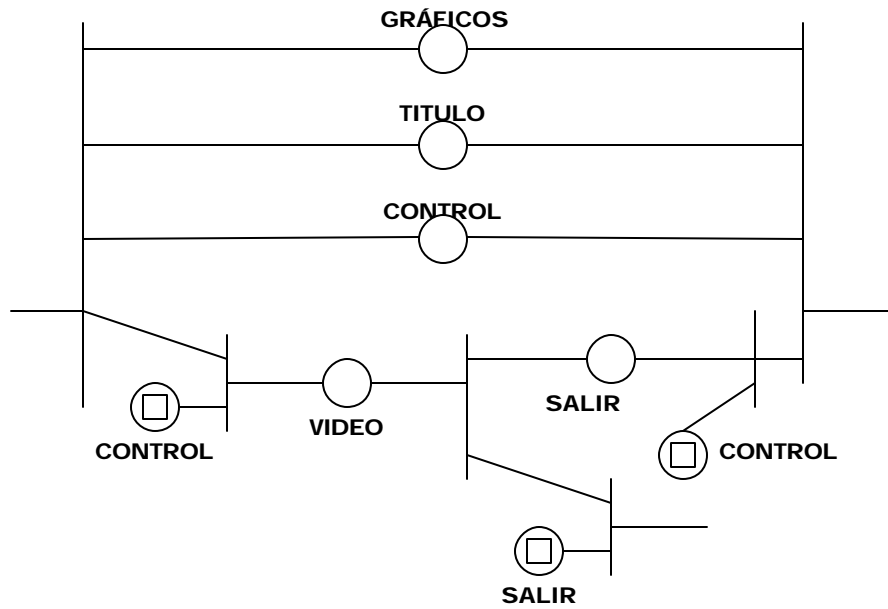 GRÁFICOS
TITULO
CONTROL
SALIR
VIDEO
CONTROL
CONTROL
SALIR